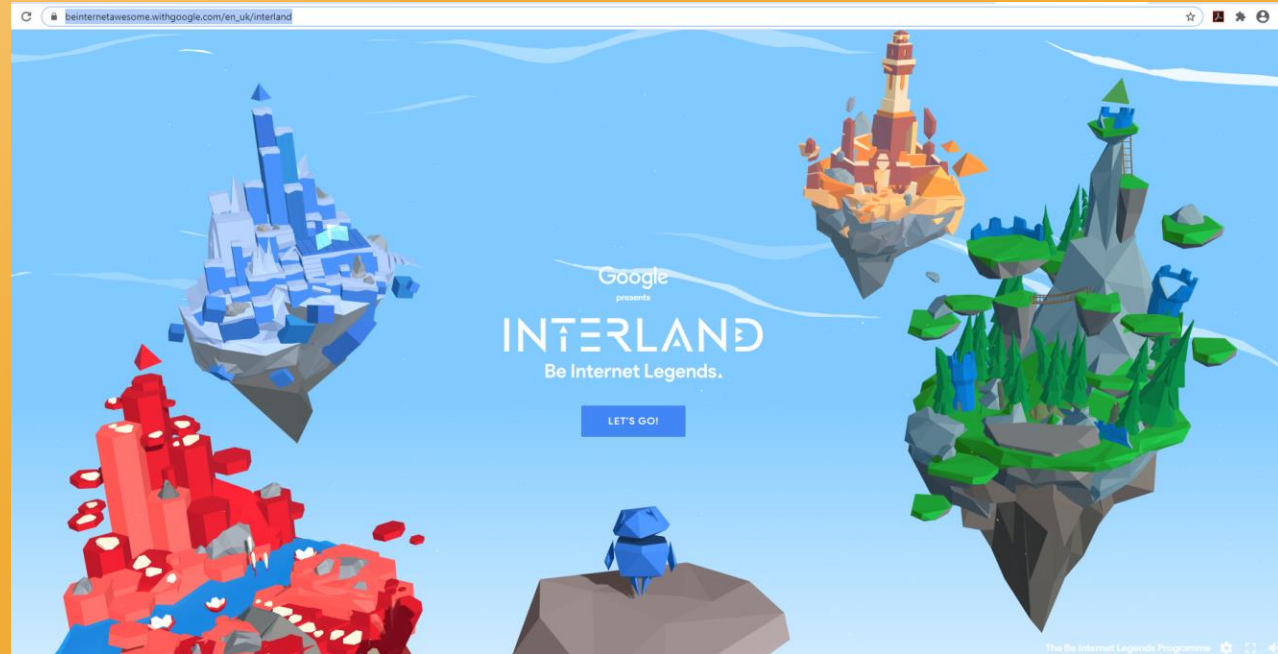 beinternetawesome.withgoogle.com/en_uk/interland
Google
presents
INTERLAND
Be Internet Legends.
LET'S GO!
The Be Internet Legends Programme